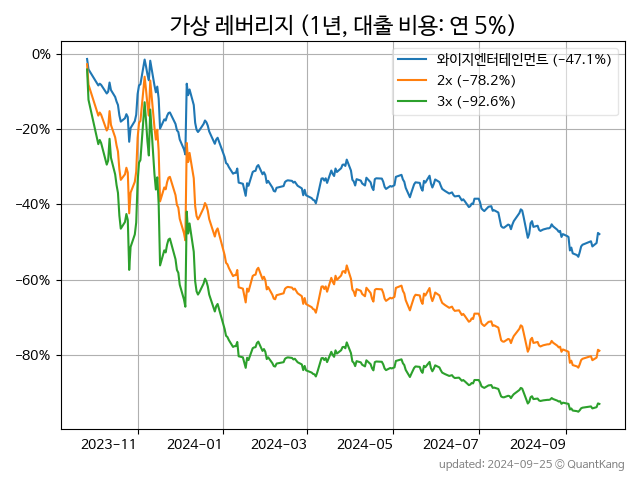 가상 레버리지 (1년, 대출 비용: 연 5%)
와이지엔터테인먼트 (−47.1%)
2x (−78.2%)
3x (−92.6%)
0%
−20%
−40%
−60%
−80%
2023-11 2024-01 2024-03 2024-05 2024-07 2024-09
updated: 2024-09-25 © QuantKang